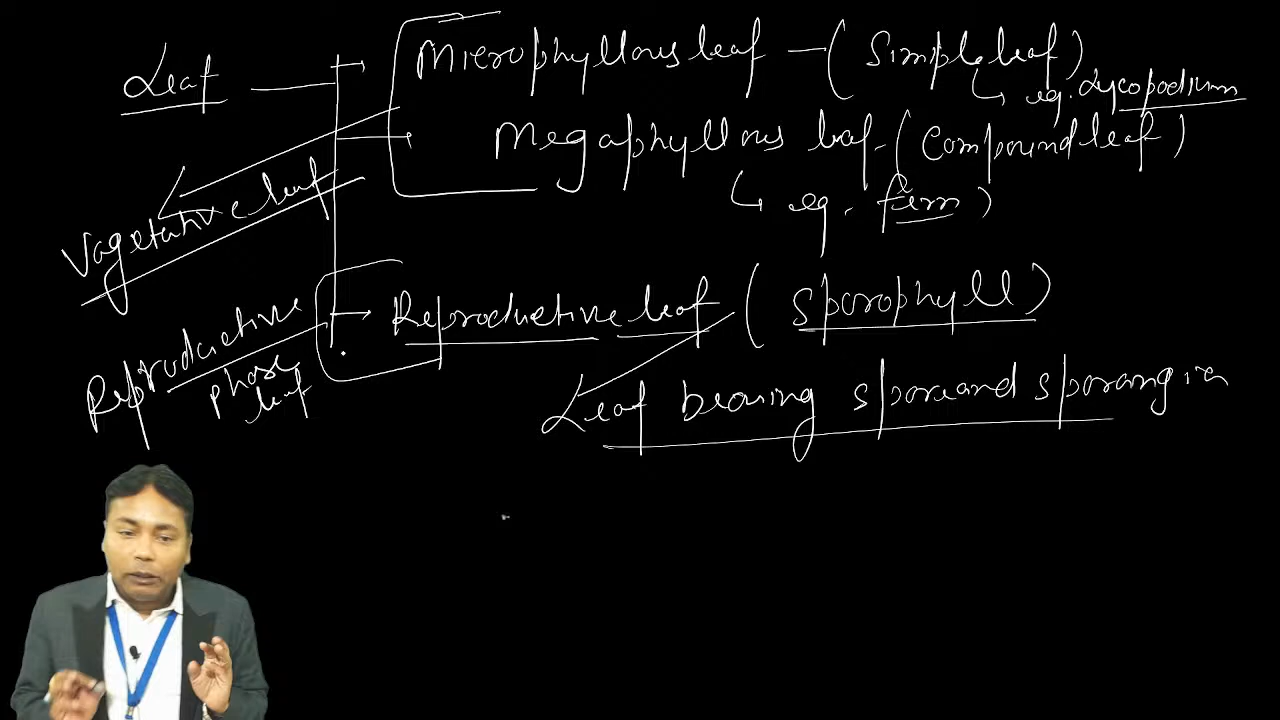 Leaf
Microphyllous leaf - (Simple leaf)
eg. Lycopodium
Megaphyllous leaf - (Compound leaf)
eg. fern)
Vagetative leaf
Reproductive leaf (Sporophyll)
Reproductive
phase
leaf
Leaf bearing spore and sporangia